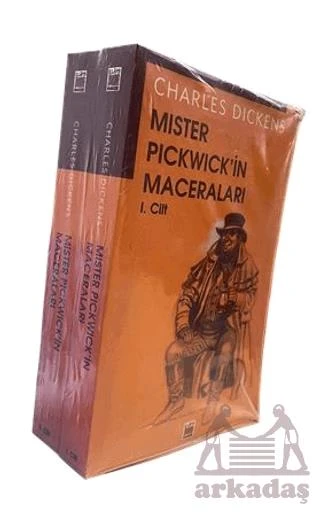 CHARLES DICKENS
MISTER
PICKWICK'İN
MACERALARI
I. Cilt
CHARLES DICKENS
MISTER PICKWICK'İN
MACERALARI
CHARLES DICKENS
MISTER PICKWICK'İN
MACERALARI
arkadaş